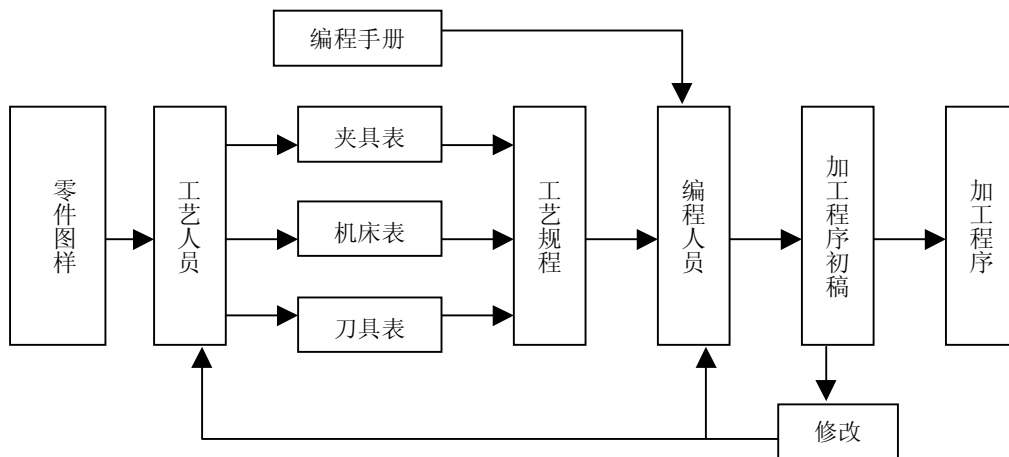 编程手册
零件图样
工艺人员
夹具表
机床表
刀具表
工艺规程
编程人员
加工程序初稿
加工程序
修改